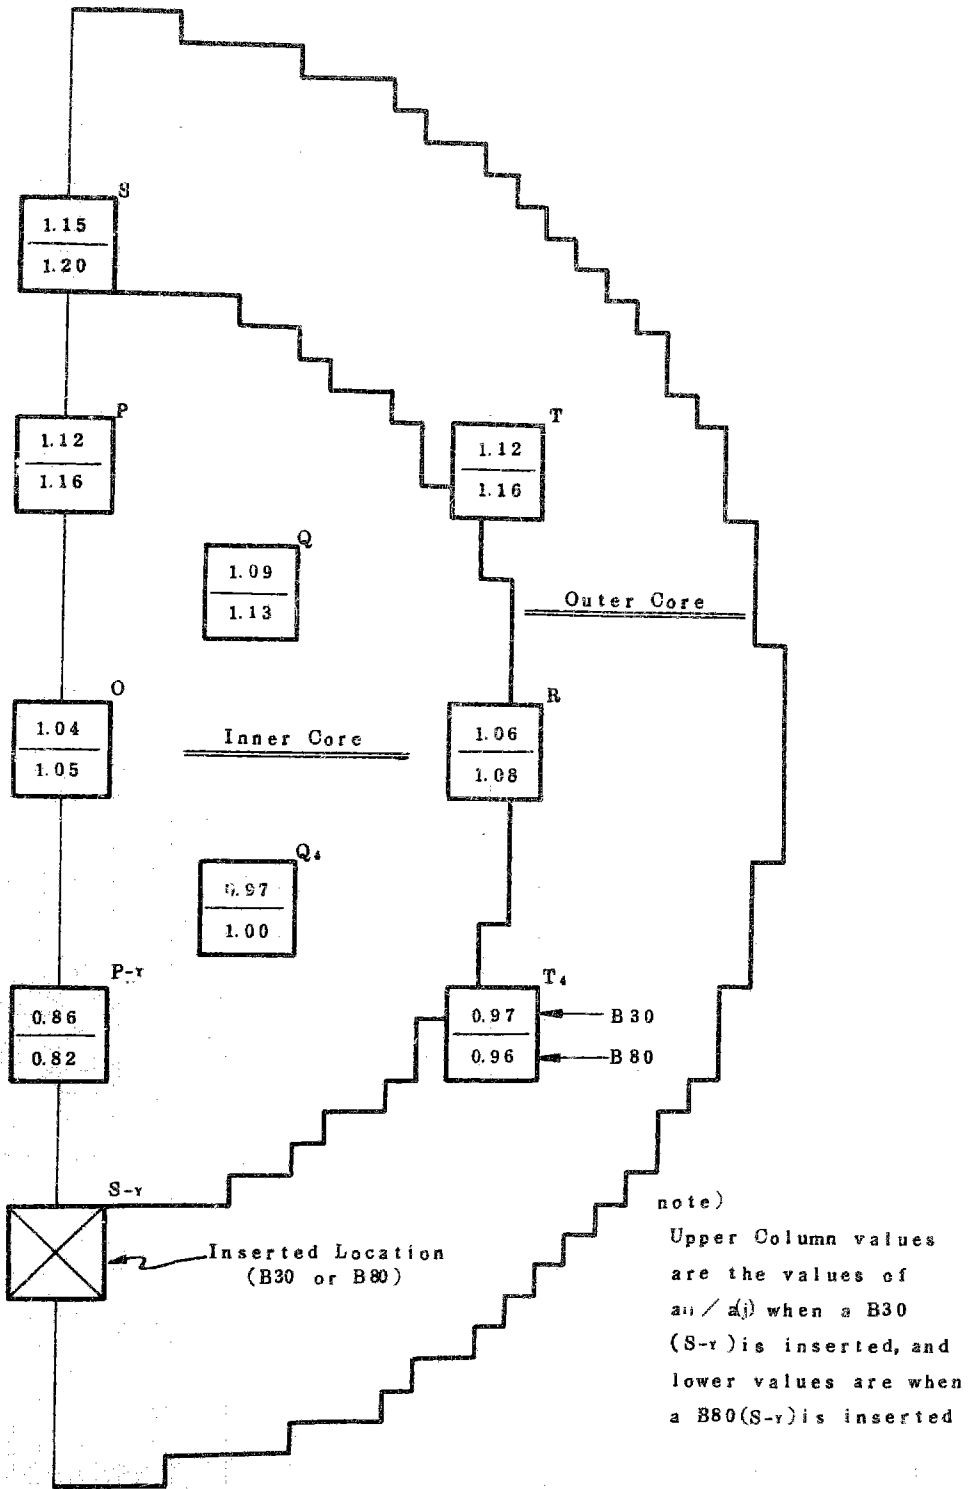 S
1.15
1.20
P
1.12
1.16
T
1.12
1.16
Q
1.09
1.13
Outer Core
O
1.04
1.05
Inner Core
R
1.06
1.08
Q₄
0.97
1.00
P-Y
0.86
0.82
T₄
0.97
0.96
B30
B80
S-Y
Inserted Location
(B30 or B80)
note)
Upper Column values
are the values of
when a B30
(S-Y) is inserted, and
lower values are when
a B80(S-Y) is inserted